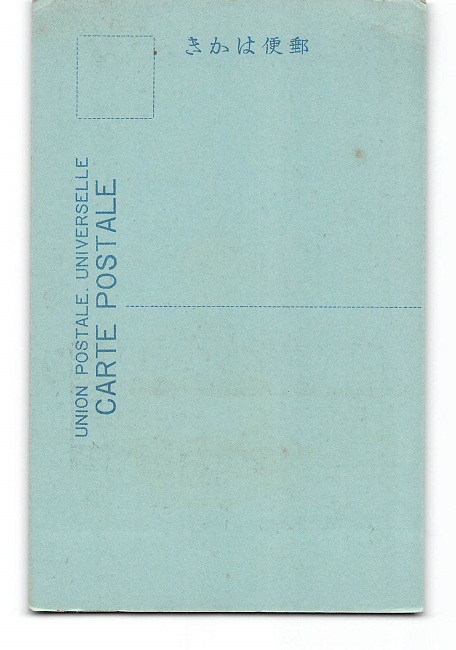 きかは便郵
UNION POSTALE. UNIVERSELLE
CARTE POSTALE